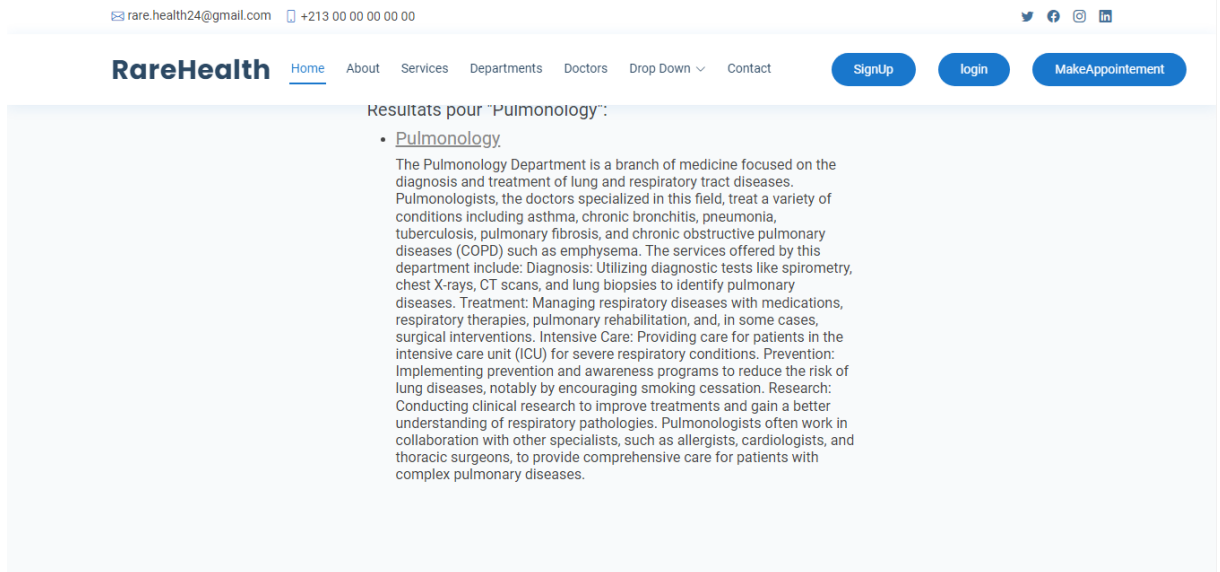 rare.health24@gmail.com +213 00 00 00 00 00
RareHealth Home About Services Departments Doctors Drop Down Contact SignUp login MakeAppointement
Resultats pour "Pulmonology":
• Pulmonology
The Pulmonology Department is a branch of medicine focused on the
diagnosis and treatment of lung and respiratory tract diseases.
Pulmonologists, the doctors specialized in this field, treat a variety of
conditions including asthma, chronic bronchitis, pneumonia,
tuberculosis, pulmonary fibrosis, and chronic obstructive pulmonary
diseases (COPD) such as emphysema. The services offered by this
department include: Diagnosis: Utilizing diagnostic tests like spirometry,
chest X-rays, CT scans, and lung biopsies to identify pulmonary
diseases. Treatment: Managing respiratory diseases with medications,
respiratory therapies, pulmonary rehabilitation, and, in some cases,
surgical interventions. Intensive Care: Providing care for patients in the
intensive care unit (ICU) for severe respiratory conditions. Prevention:
Implementing prevention and awareness programs to reduce the risk of
lung diseases, notably by encouraging smoking cessation. Research:
Conducting clinical research to improve treatments and gain a better
understanding of respiratory pathologies. Pulmonologists often work in
collaboration with other specialists, such as allergists, cardiologists, and
thoracic surgeons, to provide comprehensive care for patients with
complex pulmonary diseases.